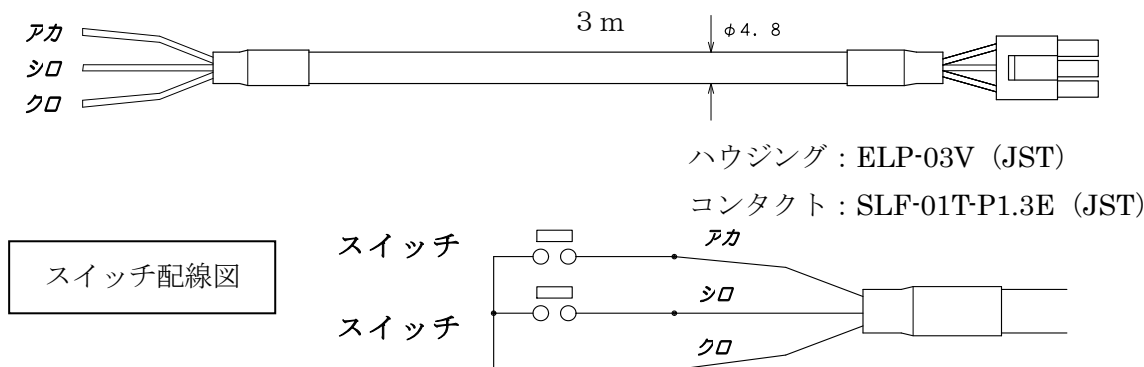 3 m
φ4. 8
アカ
シロ
クロ
ハウジング：ELP-03V（JST）
コンタクト：SLF-01T-P1.3E（JST）
スイッチ配線図
スイッチ
アカ
スイッチ
シロ
クロ